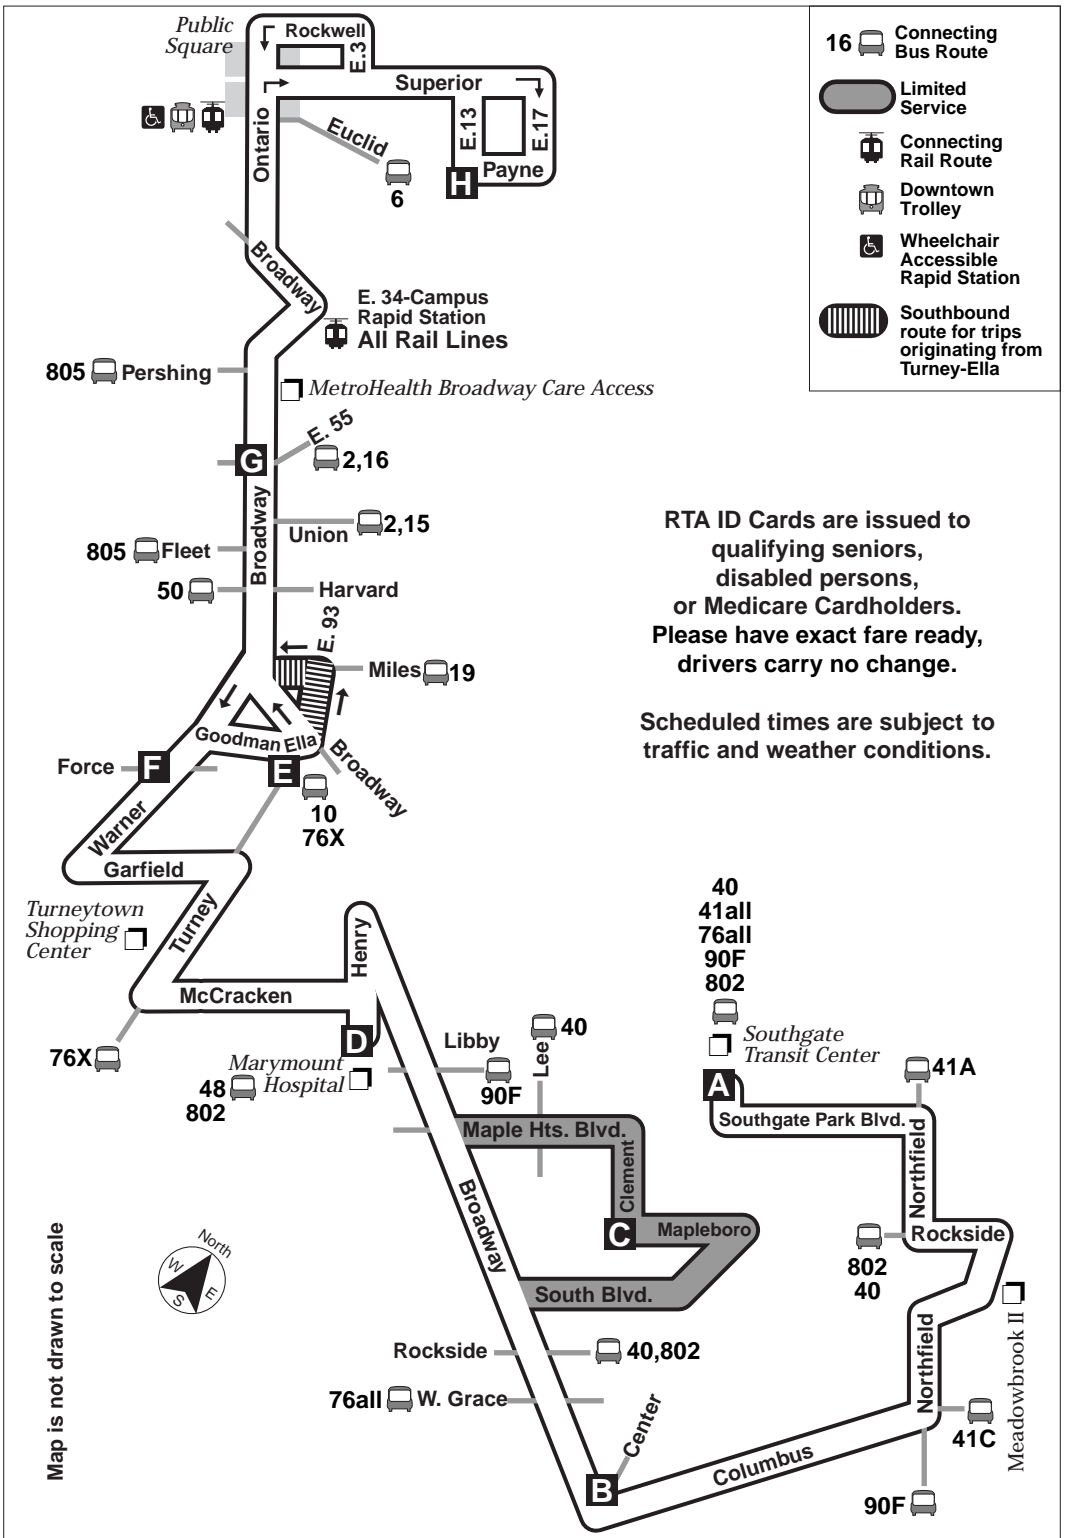 Public
Square
Rockwell
E.3
Superior
Ontario
E.13
E.17
Payne
H
Euclid
6
Broadway
E. 34-Campus
Rapid Station
All Rail Lines
805 Pershing
MetroHealth Broadway Care Access
E. 55
G
2,16
Broadway
Union
2,15
805 Fleet
50
Harvard
E. 93
Miles 19
Goodman Ella
Broadway
Force
F
E
10
76X
Warner
Garfield
Turney
Turneytown
Shopping
Center
McCracken
Henry
D
76X
Marymount
Hospital
48
802
Libby
90F
Lee
40
Maple Hts. Blvd.
Clement
C
Mapleboro
South Blvd.
Broadway
Rockside
40,802
76all W. Grace
Center
B
Columbus
40
41all
76all
90F
802
Southgate
Transit Center
A
41A
Southgate Park Blvd.
Northfield
Rockside
802
40
Meadowbrook II
Northfield
41C
90F
16 Connecting
Bus Route
Limited
Service
Connecting
Rail Route
Downtown
Trolley
Wheelchair
Accessible
Rapid Station
Southbound
route for trips
originating from
Turney-Ella
RTA ID Cards are issued to
qualifying seniors,
disabled persons,
or Medicare Cardholders.
Please have exact fare ready,
drivers carry no change.
Scheduled times are subject to
traffic and weather conditions.
Map is not drawn to scale
North
W
E
S